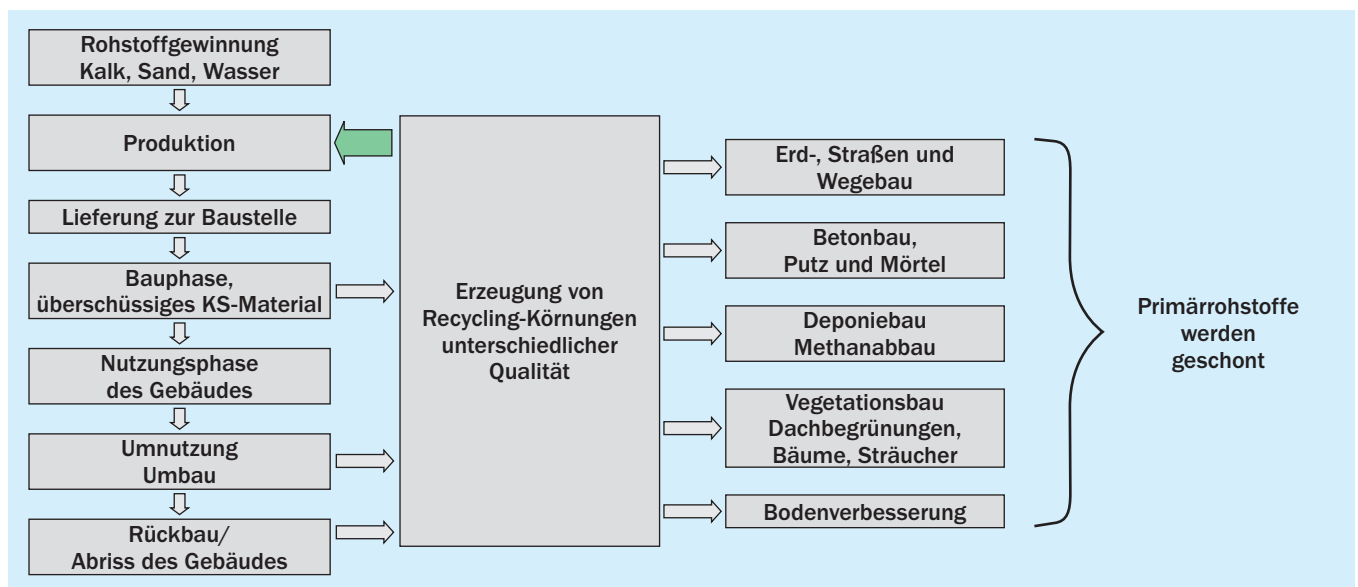 Rohstoffgewinnung
Kalk, Sand, Wasser
Produktion
Lieferung zur Baustelle
Bauphase,
überschüssiges KS-Material
Nutzungsphase
des Gebäudes
Umnutzung
Umbau
Rückbau/
Abriss des Gebäudes
Erzeugung von
Recycling-Körnungen
unterschiedlicher
Qualität
Erd-, Straßen und
Wegebau
Betonbau,
Putz und Mörtel
Deponiebau
Methanabbau
Vegetationsbau
Dachbegrünungen,
Bäume, Sträucher
Bodenverbesserung
Primärrohstoffe
werden
geschont